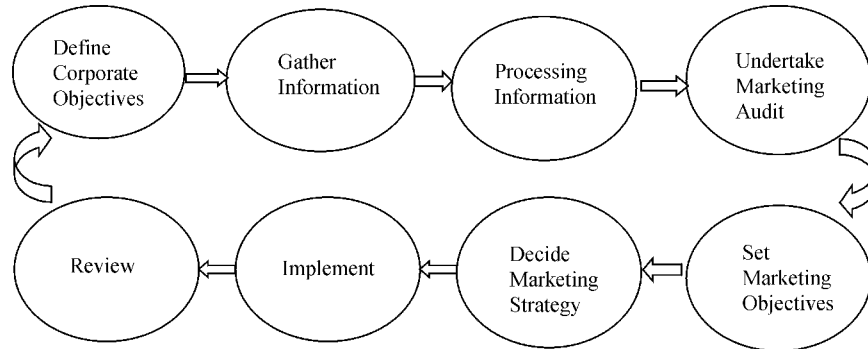 Define
Corporate
Objectives
Gather
Information
Processing
Information
Undertake
Marketing
Audit
Set
Marketing
Objectives
Decide
Marketing
Strategy
Implement
Review